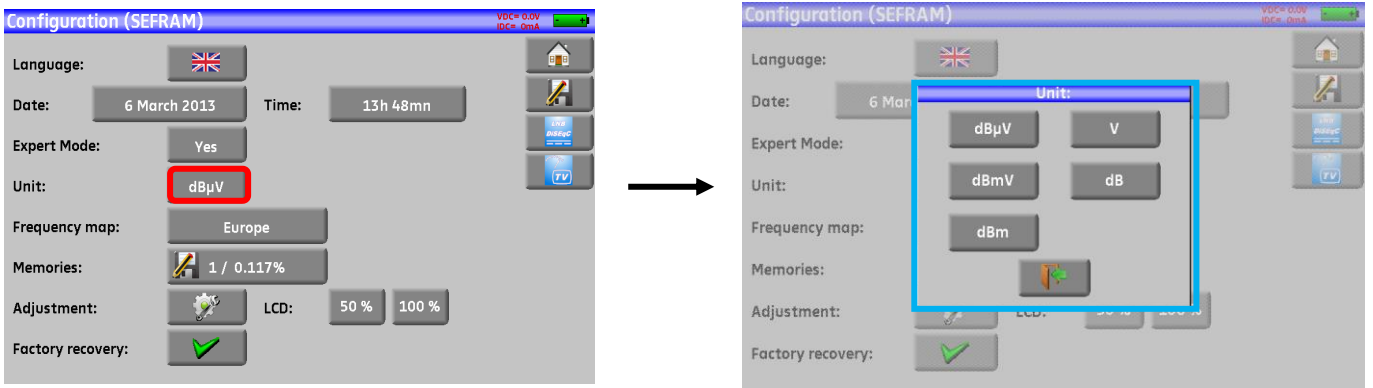 Configuration (SEFRAM)
VDC= 0.0V
IDC= 0mA
Language:
Date: 6 March 2013 Time: 13h 48mn
Expert Mode: Yes
LNB
DiSEqC
Unit: dBµV
TV
Frequency map: Europe
Memories: 1 / 0.117%
Adjustment: LCD: 50 % 100 %
Factory recovery:
Configuration (SEFRAM)
VDC= 0.0V
IDC= 0mA
Language:
Date: 6 Mar
Expert Mode:
LNB
DiSEqC
Unit:
TV
Frequency map:
Memories:
Adjustment:
Factory recovery:
Unit:
dBµV V
dBmV dB
dBm